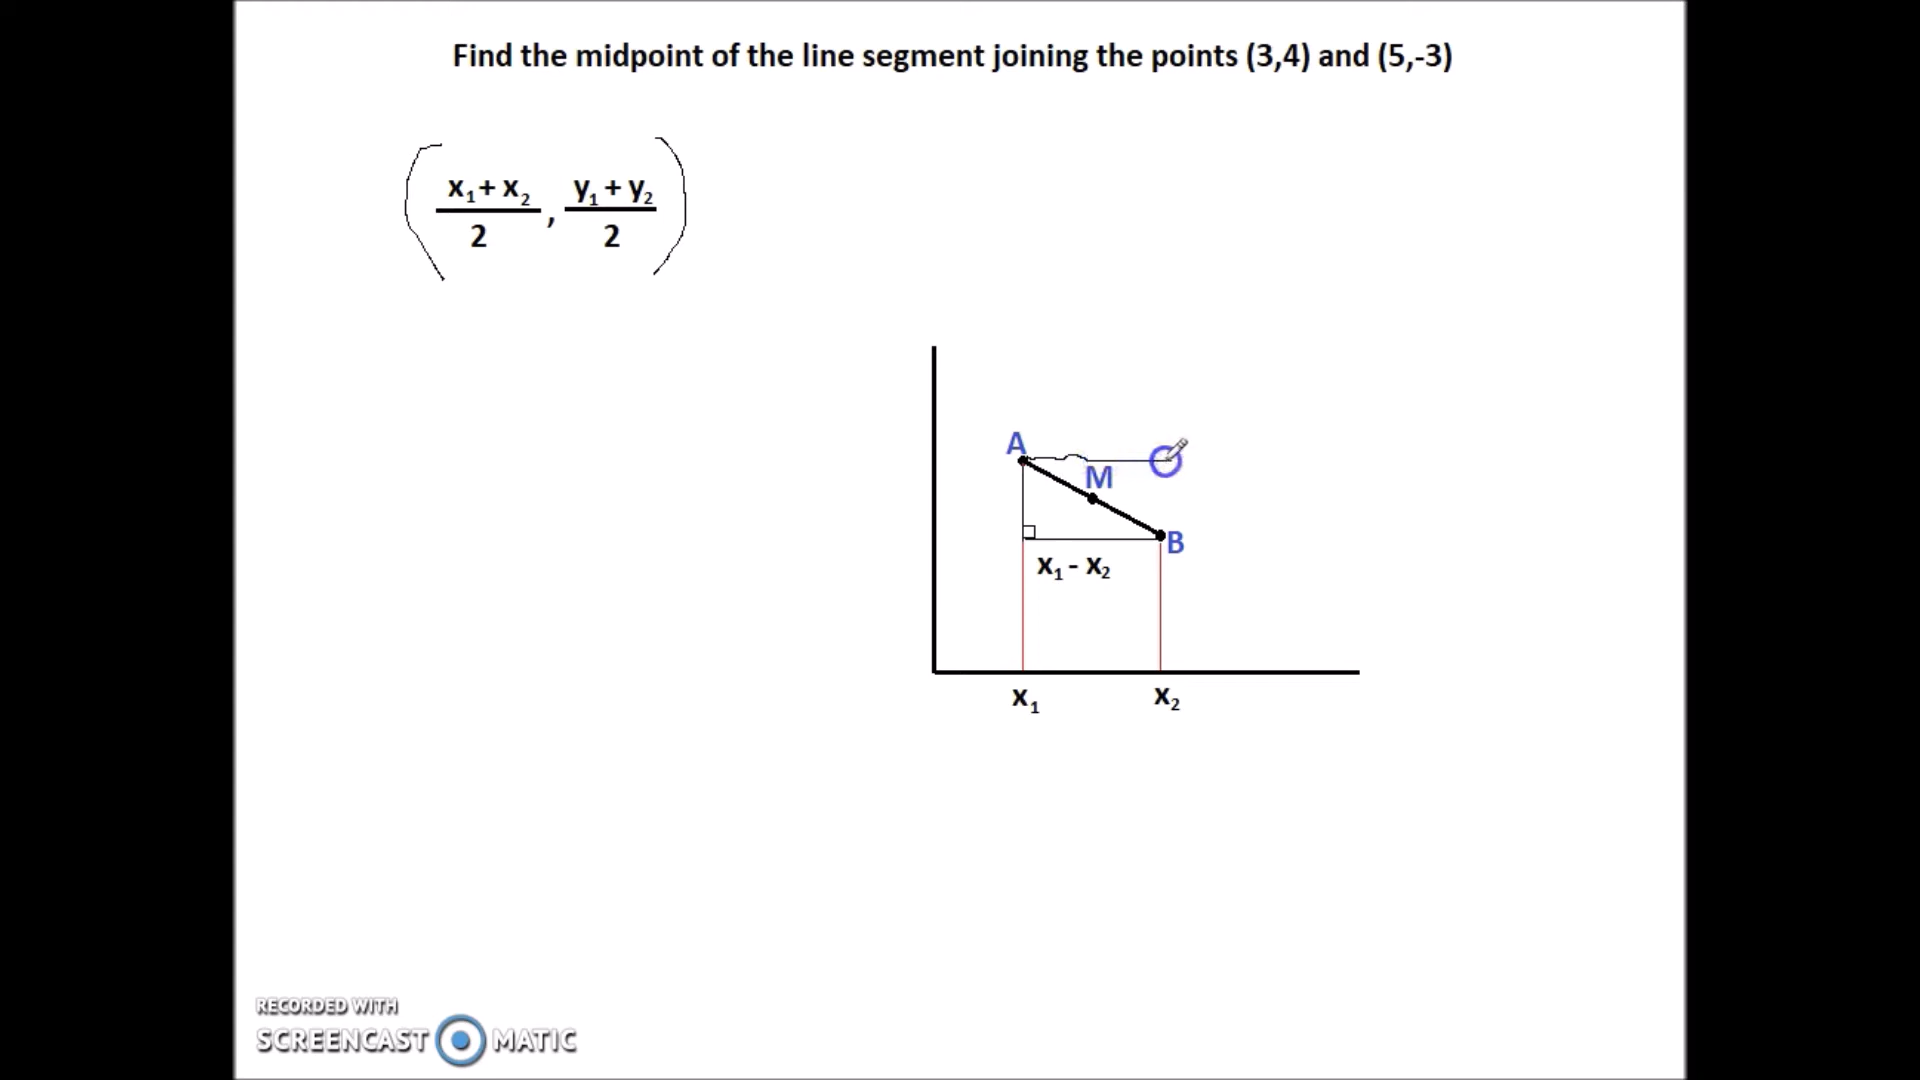 Find the midpoint of the line segment joining the points (3,4) and (5,-3)
x₁ + x₂ , y₁ + y₂
2 2
A
M
B
x₁ - x₂
x₁ x₂
RECORDED WITH
SCREENCAST MATIC